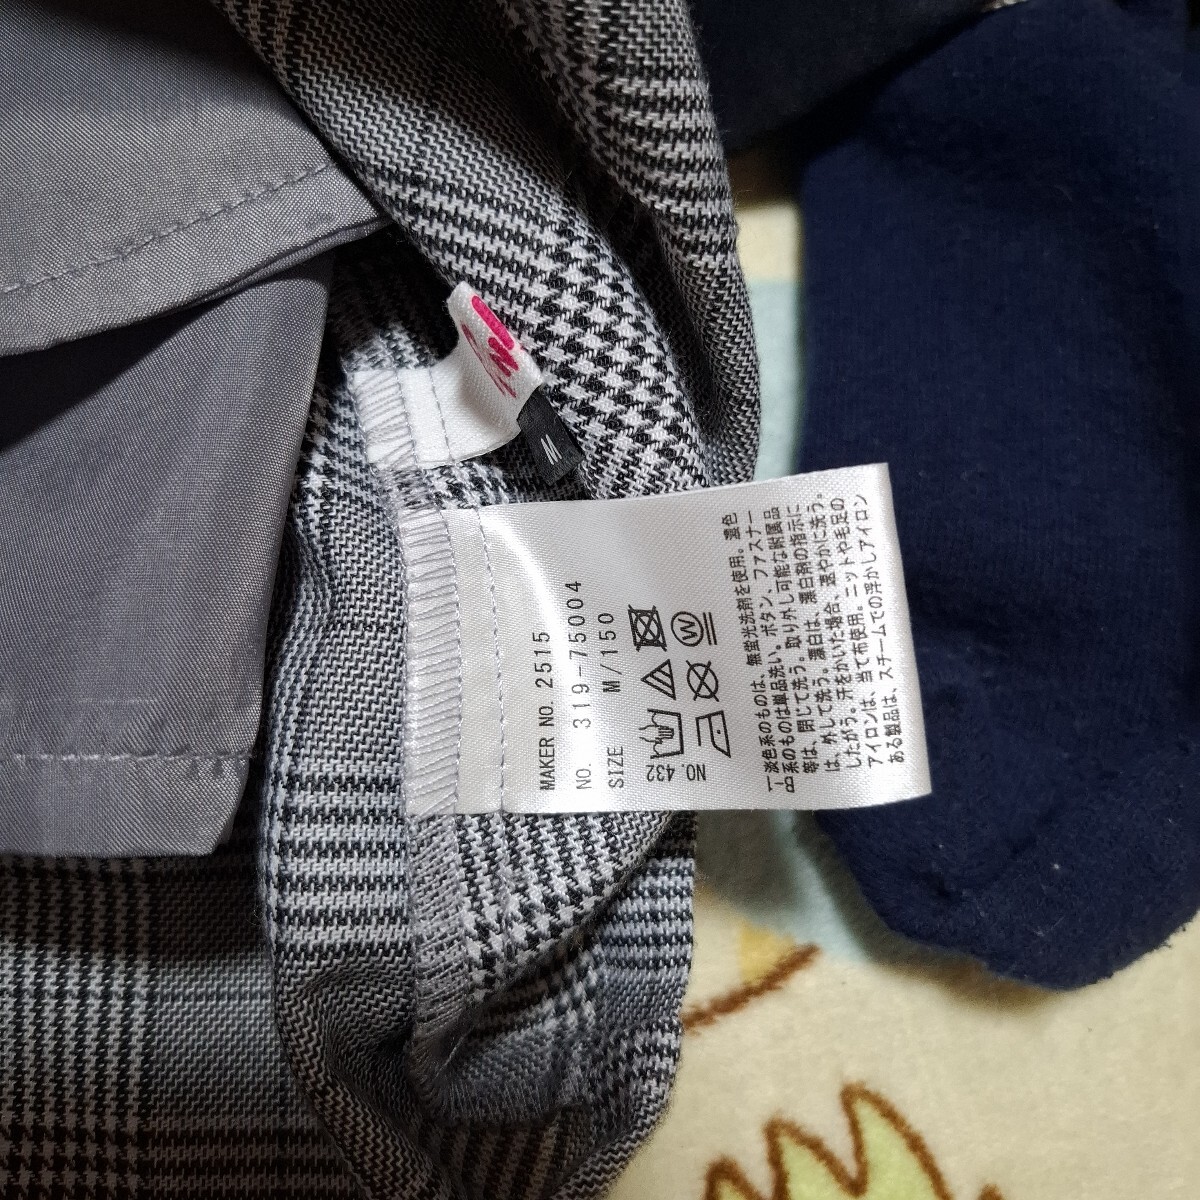 M
MAKER NO. 2515
NO. 319-75004
SIZE M/150
W
NO.432
淡色系のものは、無蛍光洗剤を使用。濃色
系のものは単品洗い。ボタン、ファスナー
等は、閉じて洗う。取り外し可能な附属品
は、外して洗う。漂白は、漂白剤の指示に
したがう。汗をかいた場合、速やかに洗う。
アイロンは、当て布使用。ニットや毛足の
ある製品は、スチームでの浮かしアイロン